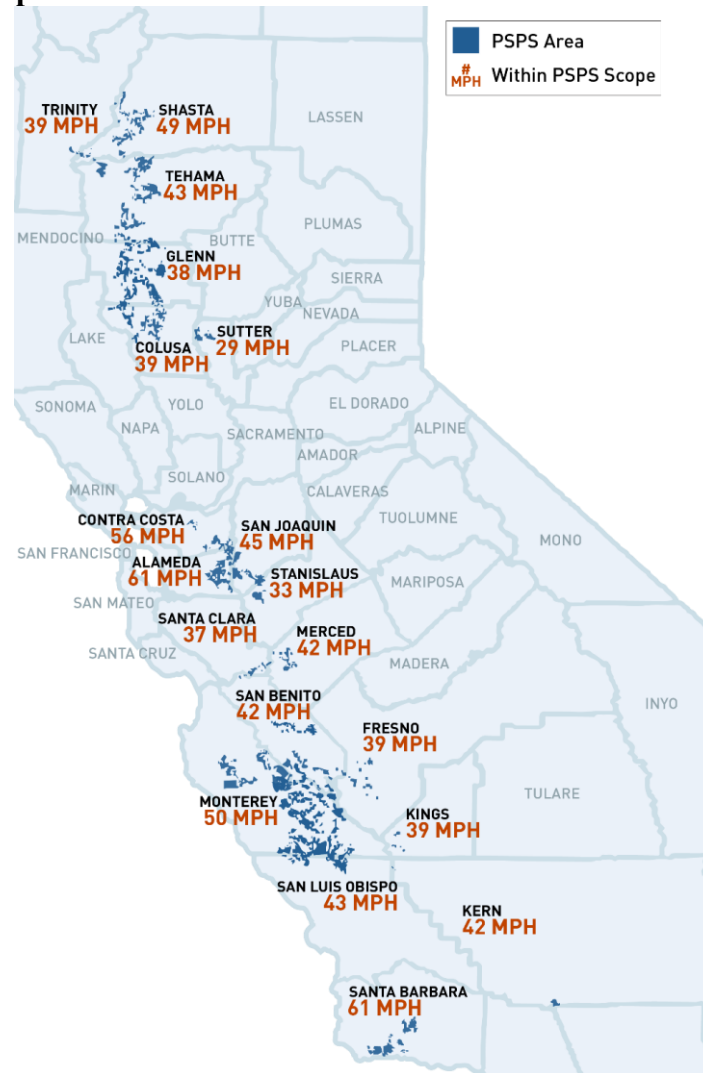 PSPS Area
#
MPH Within PSPS Scope
TRINITY
39 MPH
SHASTA
49 MPH
LASSEN
TEHAMA
43 MPH
MENDOCINO
BUTTE
PLUMAS
GLENN
38 MPH
SIERRA
YUBA
NEVADA
LAKE
COLUSA
39 MPH
SUTTER
29 MPH
PLACER
SONOMA
YOLO
EL DORADO
NAPA
SACRAMENTO
ALPINE
AMADOR
SOLANO
MARIN
CALAVERAS
CONTRA COSTA
56 MPH
SAN JOAQUIN
45 MPH
TUOLUMNE
MONO
SAN FRANCISCO
ALAMEDA
61 MPH
STANISLAUS
33 MPH
MARIPOSA
SAN MATEO
SANTA CLARA
37 MPH
MERCED
42 MPH
SANTA CRUZ
MADERA
SAN BENITO
42 MPH
INYO
FRESNO
39 MPH
TULARE
MONTEREY
50 MPH
KINGS
39 MPH
SAN LUIS OBISPO
43 MPH
KERN
42 MPH
SANTA BARBARA
61 MPH